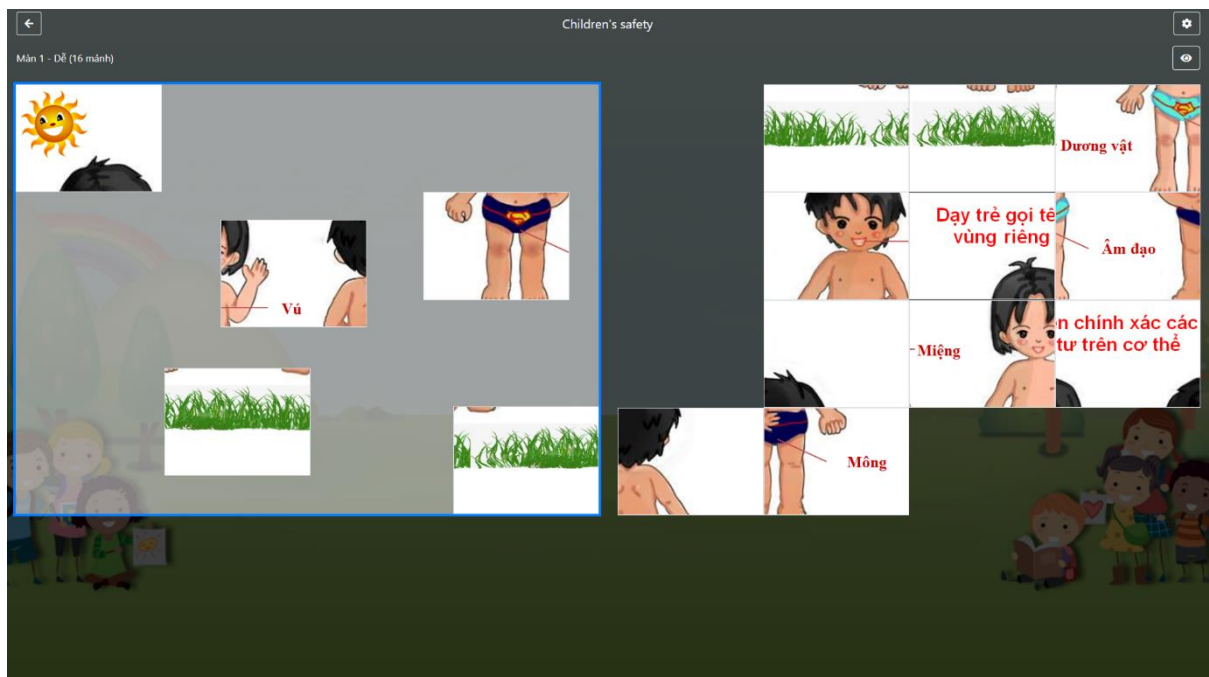 Children's safety
Màn 1 - Dễ (16 mảnh)
Vú
Dương vật
Dạy trẻ gọi tê
vùng riêng
Âm đạo
Miệng
n chính xác các
tư trên cơ thể
Mông